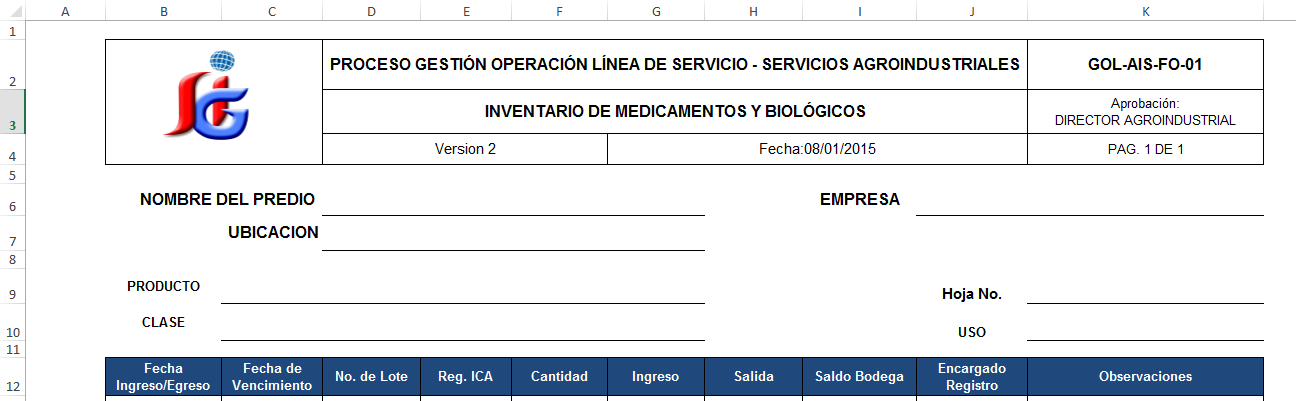 A B C D E F G H I J K
1
2 PROCESO GESTIÓN OPERACIÓN LÍNEA DE SERVICIO - SERVICIOS AGROINDUSTRIALES GOL-AIS-FO-01
3 INVENTARIO DE MEDICAMENTOS Y BIOLÓGICOS Aprobación:
DIRECTOR AGROINDUSTRIAL
4 Version 2 Fecha:08/01/2015 PAG. 1 DE 1
5
6 NOMBRE DEL PREDIO EMPRESA
7 UBICACION
8
9 PRODUCTO Hoja No.
10 CLASE USO
11
12 Fecha Ingreso/Egreso Fecha de Vencimiento No. de Lote Reg. ICA Cantidad Ingreso Salida Saldo Bodega Encargado Registro Observaciones